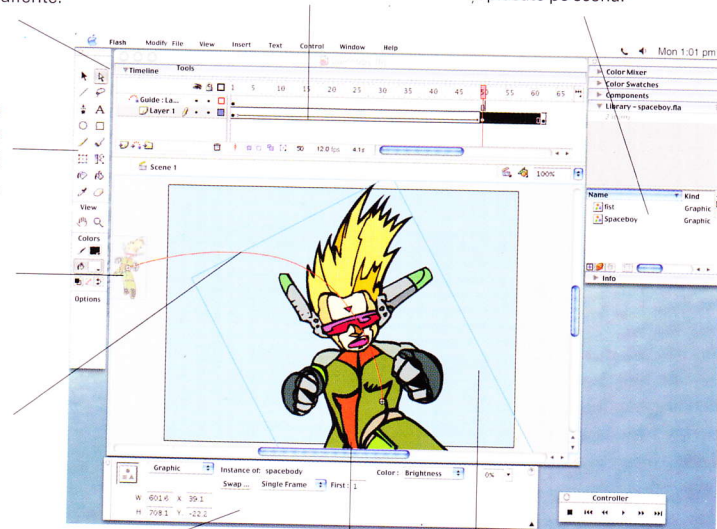 Flash Modify File View Insert Text Control Window Help
Mon 1:01 pm
Timeline
Tools
1 5 10 15 20 25 30 35 40 45 50 55 60 65
Guide: La...
Layer 1
50 12.0 fps 4.1s
Scene 1
100%
View
Colors
Options
Color Mixer
Color Swatches
Components
Library - spaceboy.fla
Name Kind
fist Graphic
Spaceboy Graphic
Info
Graphic
Instance of: spacebody
Color: Brightness
0%
Swap... Single Frame First: 1
W 601.6 X 39.1
H 708.1 Y -22.2
Controller